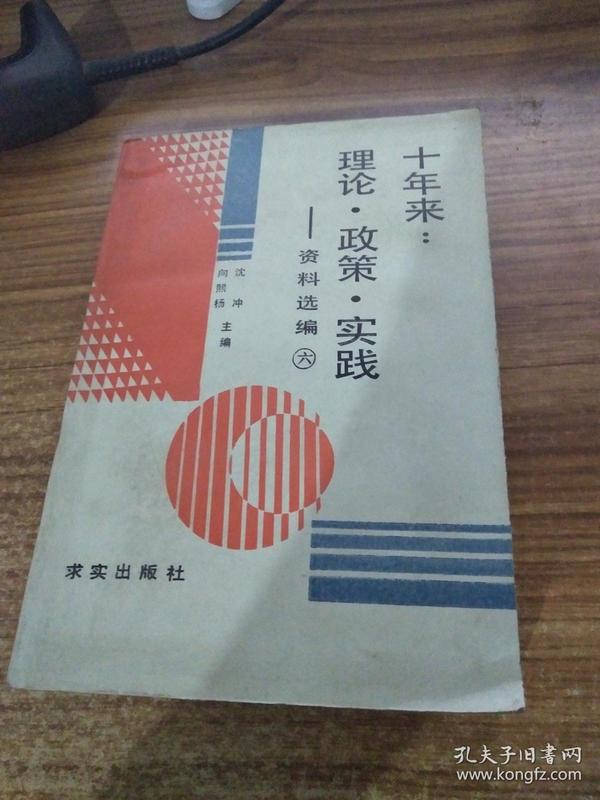 十年来：
理论·政策·实践
——资料选编㊅
沈冲
向熙杨
主编
求实出版社
孔夫子旧书网
www.kongfz.com